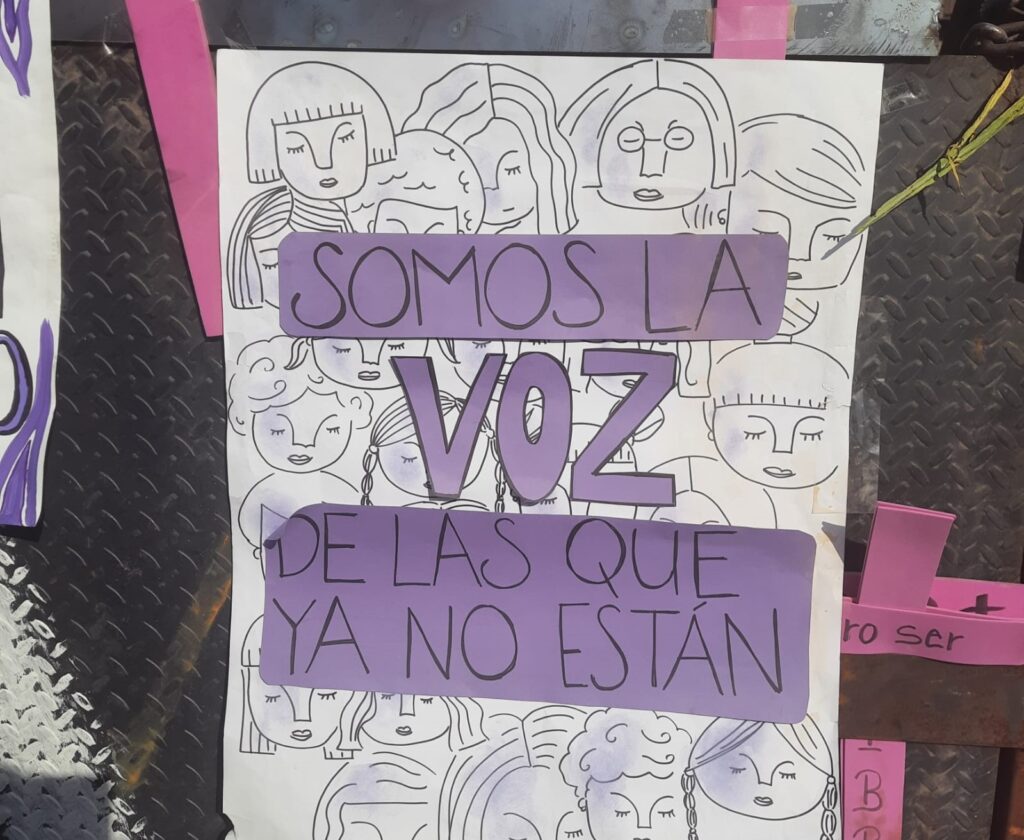 SOMOS LA
VOZ
DE LAS QUE
YA NO ESTÁN
ro ser
B